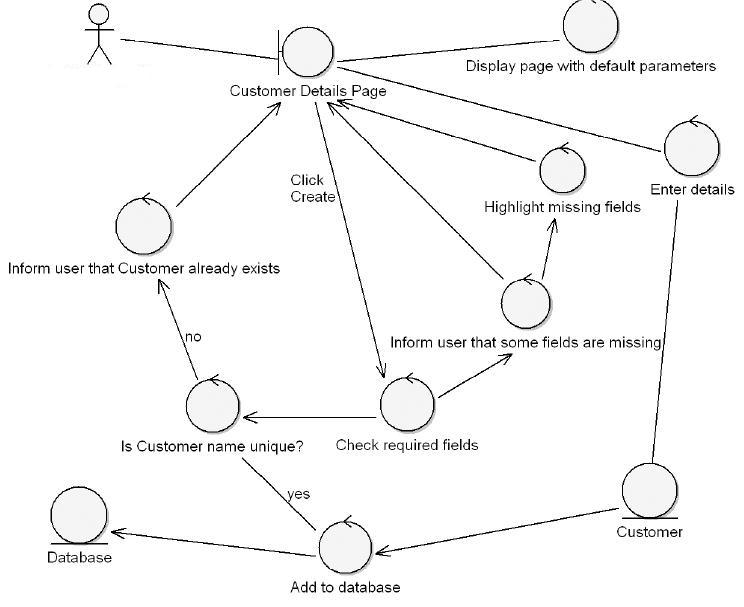 Display page with default parameters
Customer Details Page
Click
Create
Enter details
Highlight missing fields
Inform user that Customer already exists
no
Inform user that some fields are missing
Is Customer name unique?
Check required fields
yes
Customer
Database
Add to database